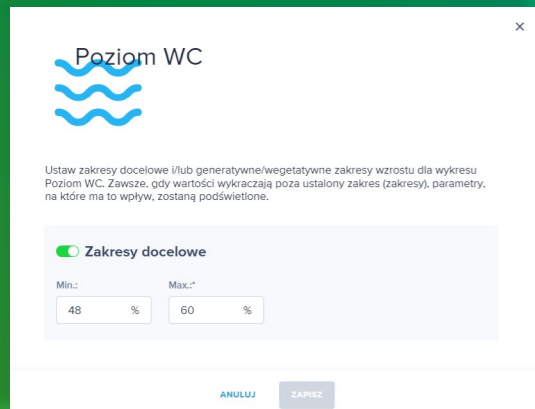 ×
Poziom WC
Ustaw zakresy docelowe i/lub generatywne/wegetatywne zakresy wzrostu dla wykresu
Poziom WC. Zawsze, gdy wartości wykraczają poza ustalony zakres (zakresy), parametry,
na które ma to wpływ, zostaną podświetlone.
Zakresy docelowe
Min.: Max.:*
48 % 60 %
ANULUJ ZAPISZ